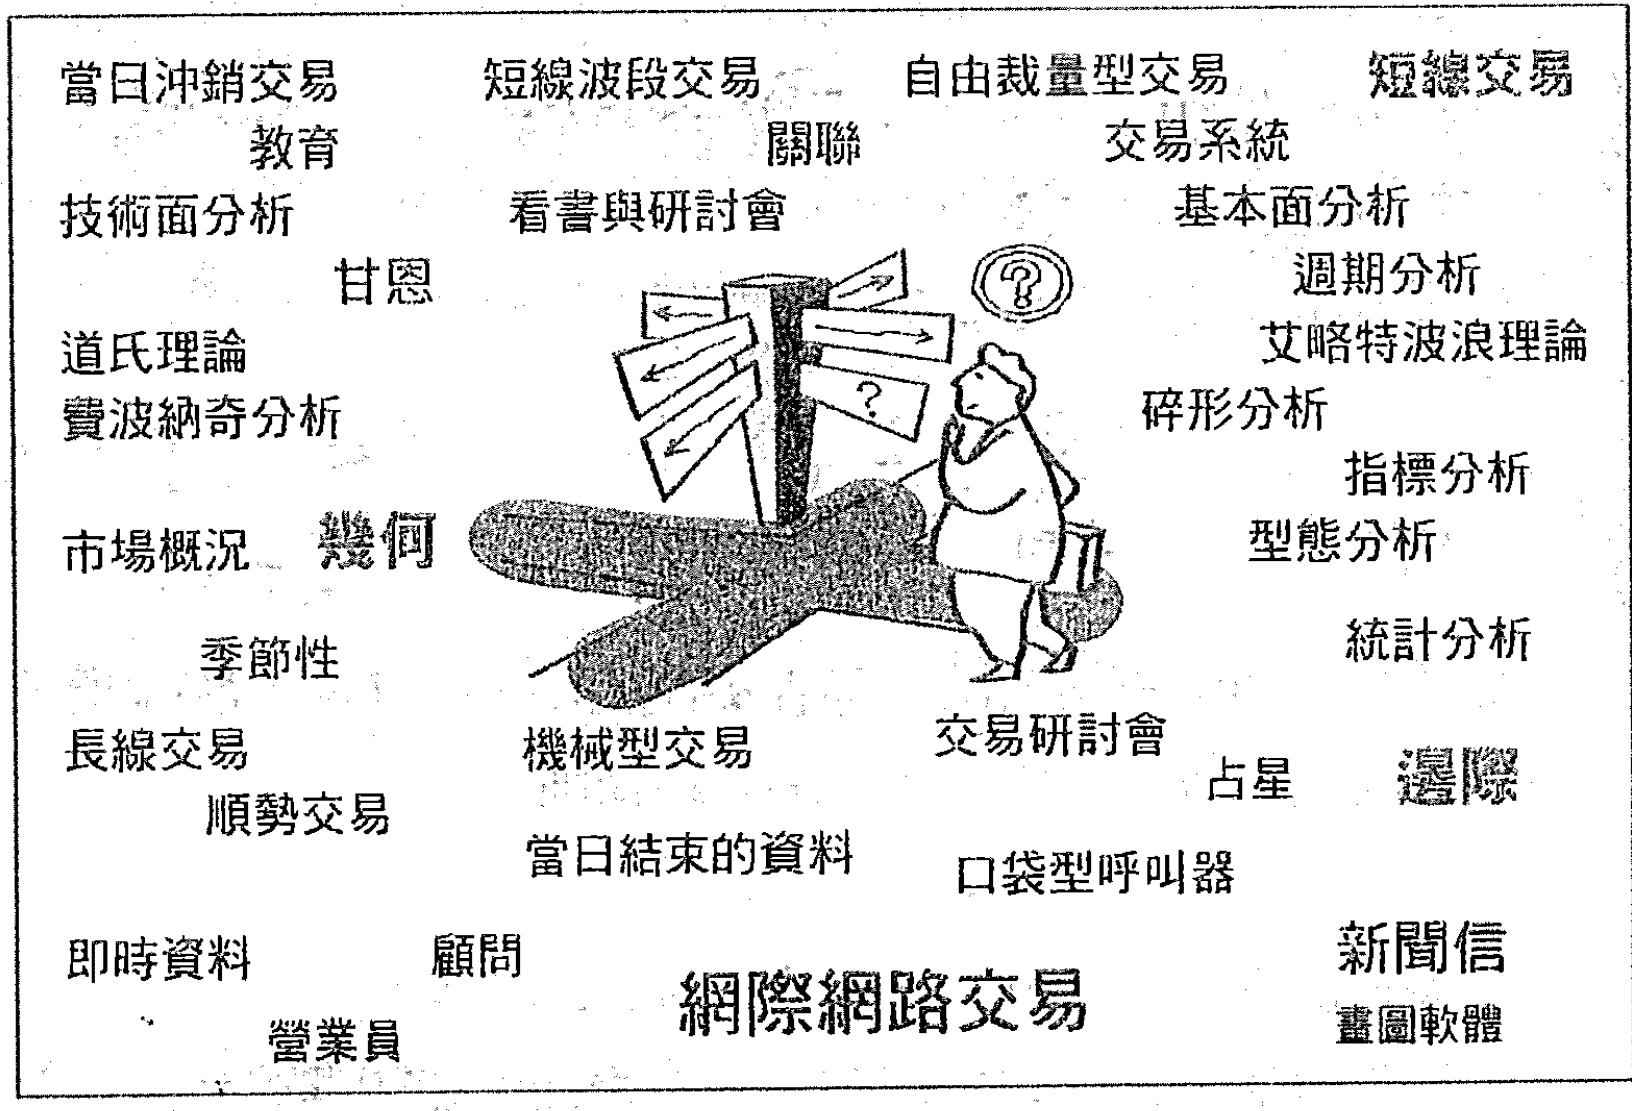 當日沖銷交易 短線波段交易 自由裁量型交易 短線交易
教育 關聯 交易系統
技術面分析 看書與研討會 基本面分析
甘恩 週期分析
?
道氏理論 艾略特波浪理論
費波納奇分析 ? 碎形分析
指標分析
市場概況 幾何 型態分析
季節性 統計分析
長線交易 機械型交易 交易研討會
占星 邊際
順勢交易
當日結束的資料 口袋型呼叫器
即時資料 顧問 新聞信
網際網路交易
營業員 畫圖軟體